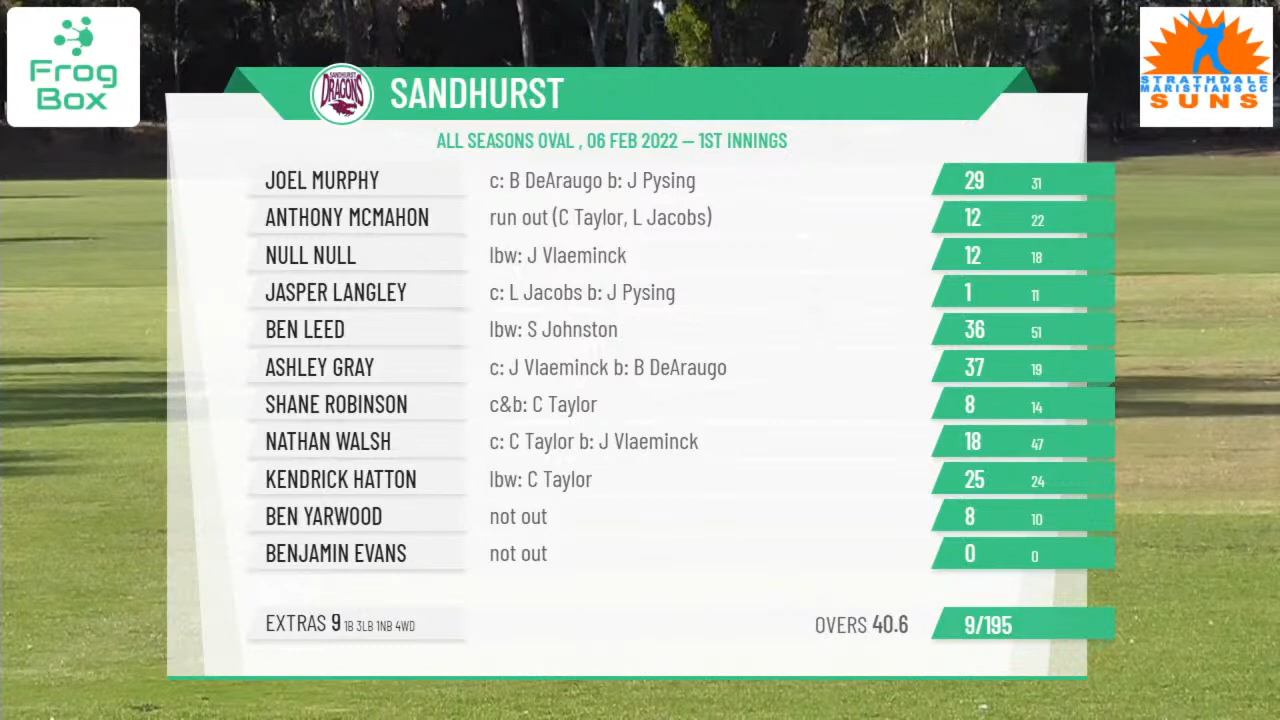 Frog
Box
SANDHURST
DRAGONS
SANDHURST
STRATHDALE
MARISTIANS CC
SUNS
ALL SEASONS OVAL , 06 FEB 2022 – 1ST INNINGS
JOEL MURPHY c: B DeAraugo b: J Pysing 29 31
ANTHONY MCMAHON run out (C Taylor, L Jacobs) 12 22
NULL NULL lbw: J Vlaeminck 12 18
JASPER LANGLEY c: L Jacobs b: J Pysing 1 11
BEN LEED lbw: S Johnston 36 51
ASHLEY GRAY c: J Vlaeminck b: B DeAraugo 37 19
SHANE ROBINSON c&b: C Taylor 8 14
NATHAN WALSH c: C Taylor b: J Vlaeminck 18 47
KENDRICK HATTON lbw: C Taylor 25 24
BEN YARWOOD not out 8 10
BENJAMIN EVANS not out 0 0
EXTRAS 9 1B 3LB 1NB 4WD OVERS 40.6 9/195